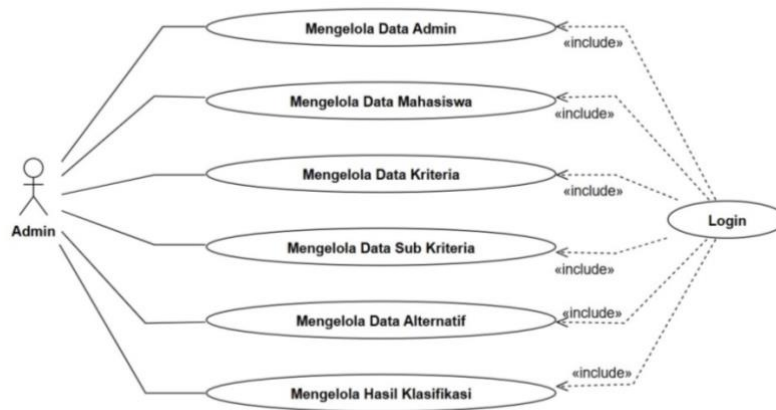 Mengelola Data Admin
«include»
Mengelola Data Mahasiswa
«include»
Mengelola Data Kriteria
«include»
Admin
Login
Mengelola Data Sub Kriteria
«include»
Mengelola Data Alternatif
«include»
Mengelola Hasil Klasifikasi
«include»